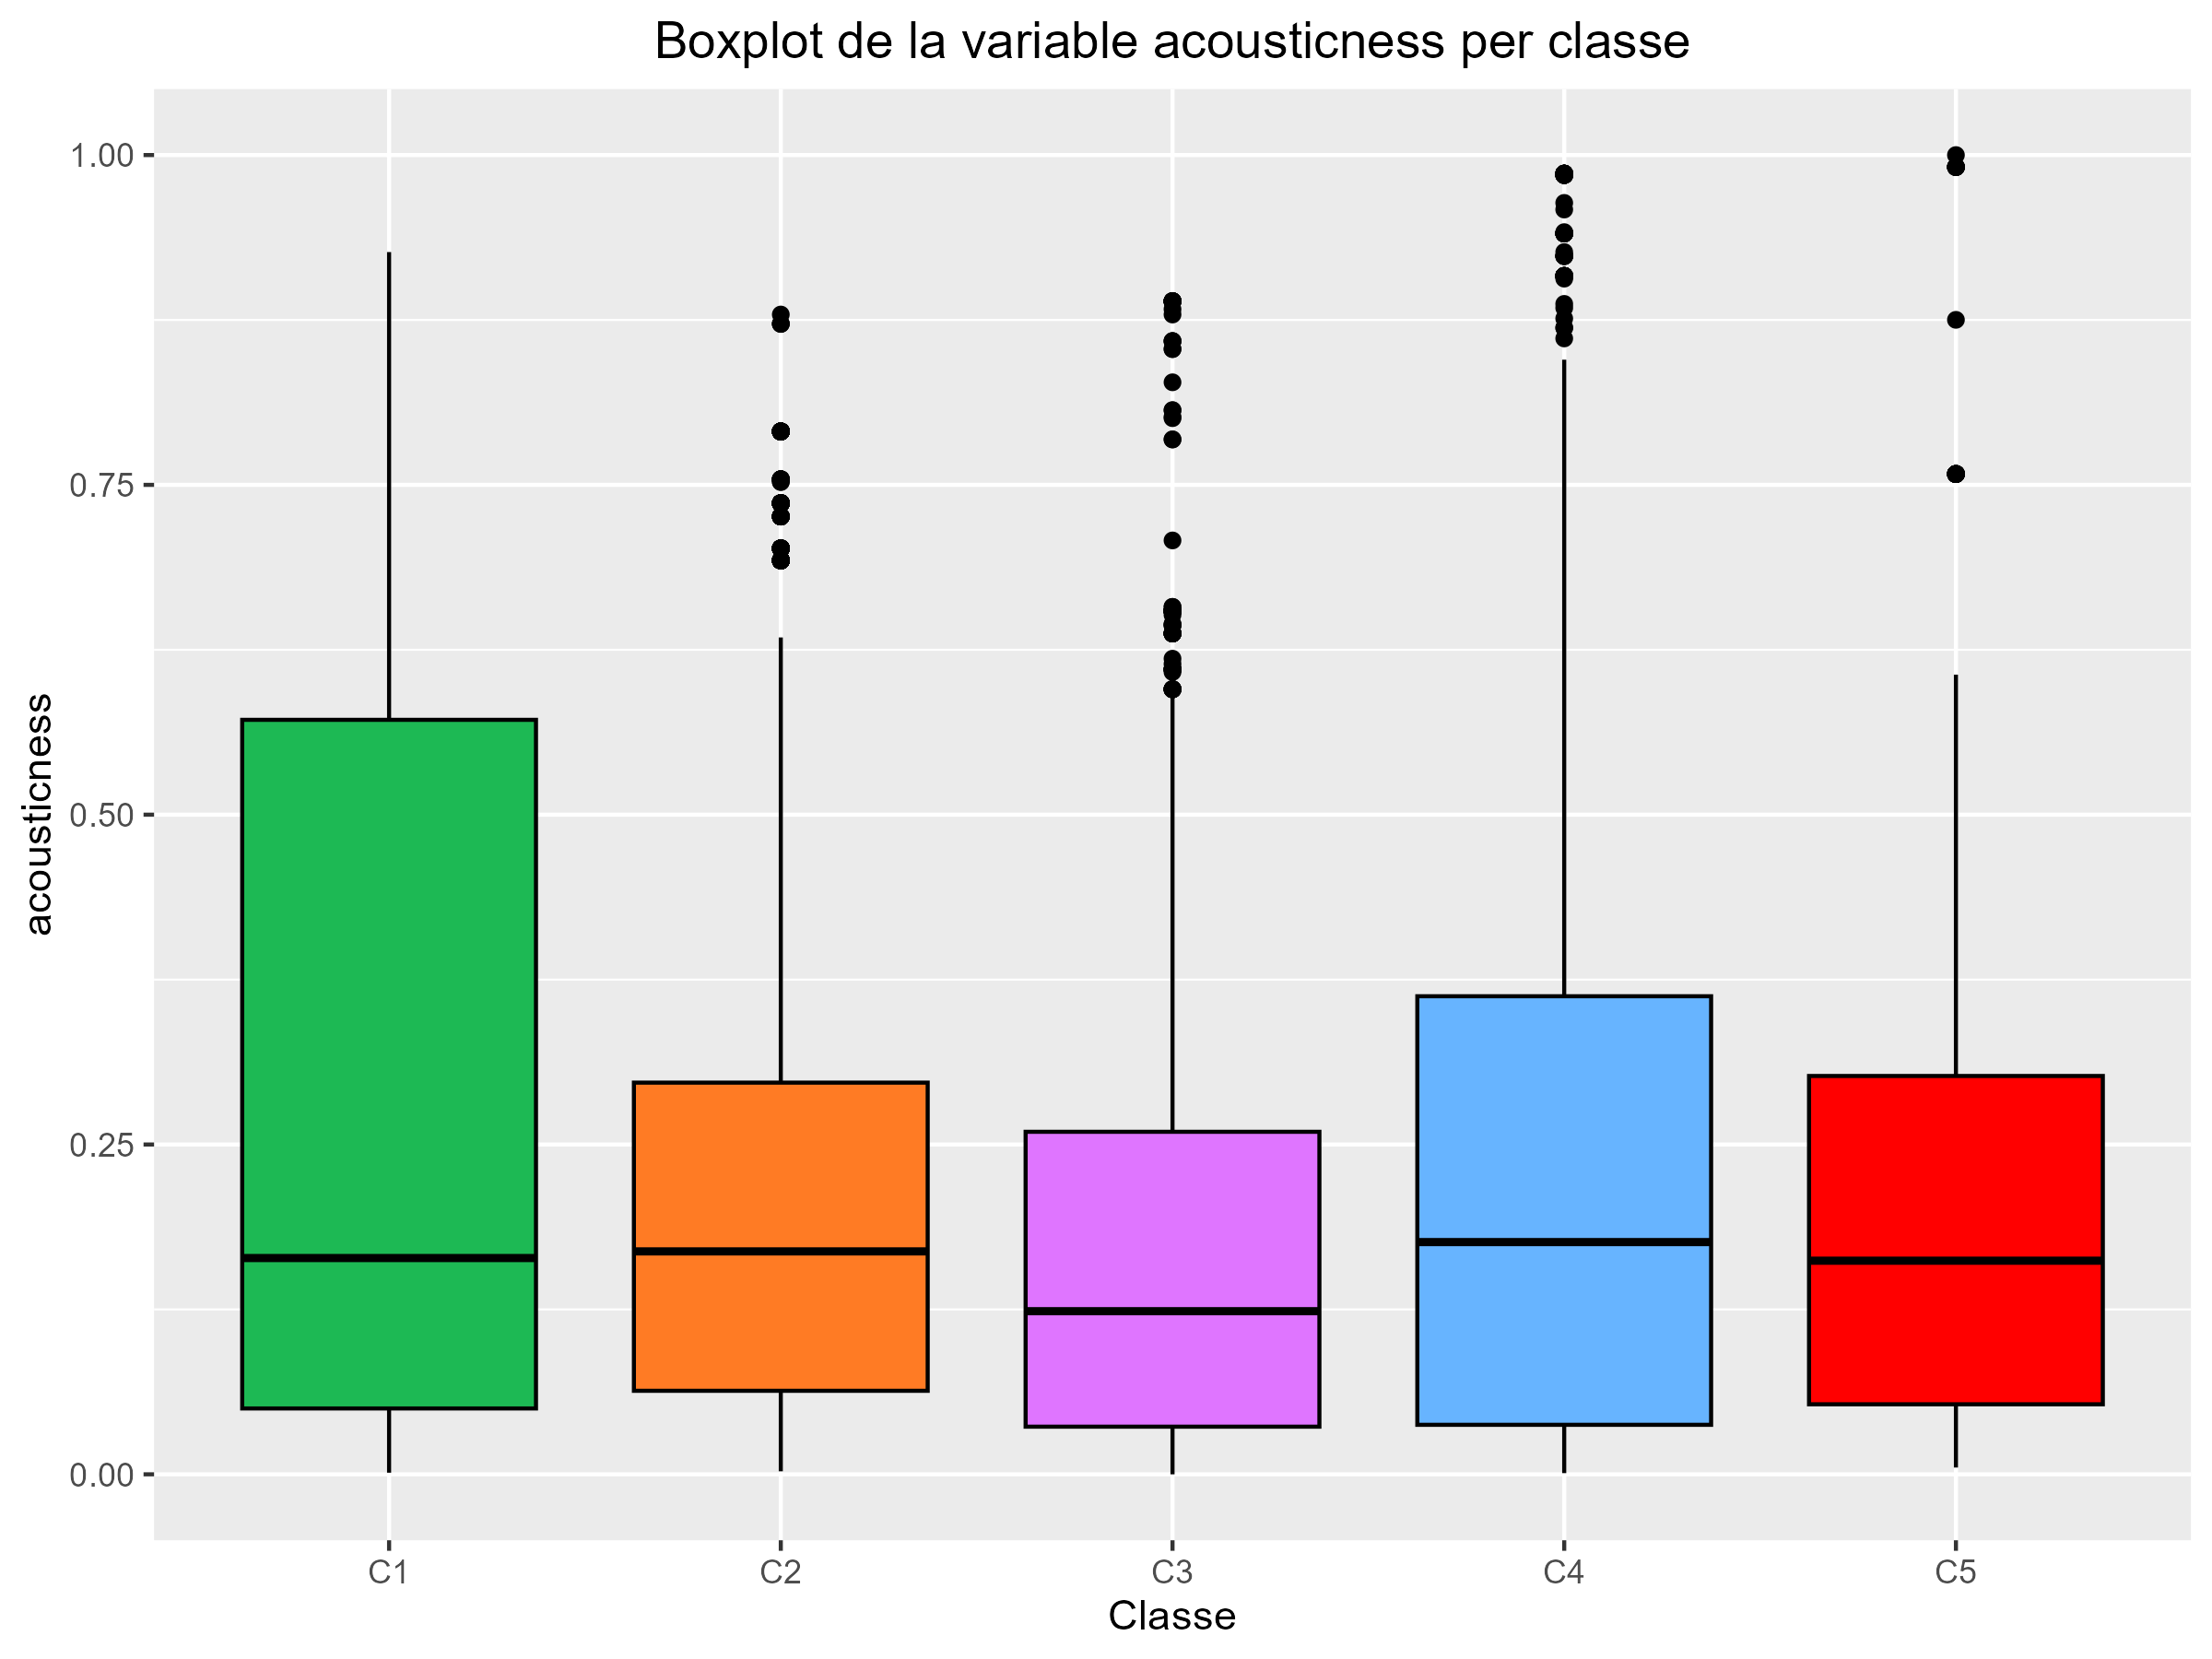 Boxplot de la variable acousticness per classe
acousticness
1.00
0.75
0.50
0.25
0.00
C1 C2 C3 C4 C5
Classe